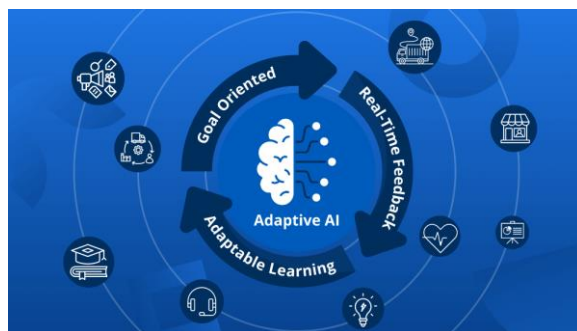 Goal Oriented
Real-Time Feedback
Adaptable Learning
Adaptive AI